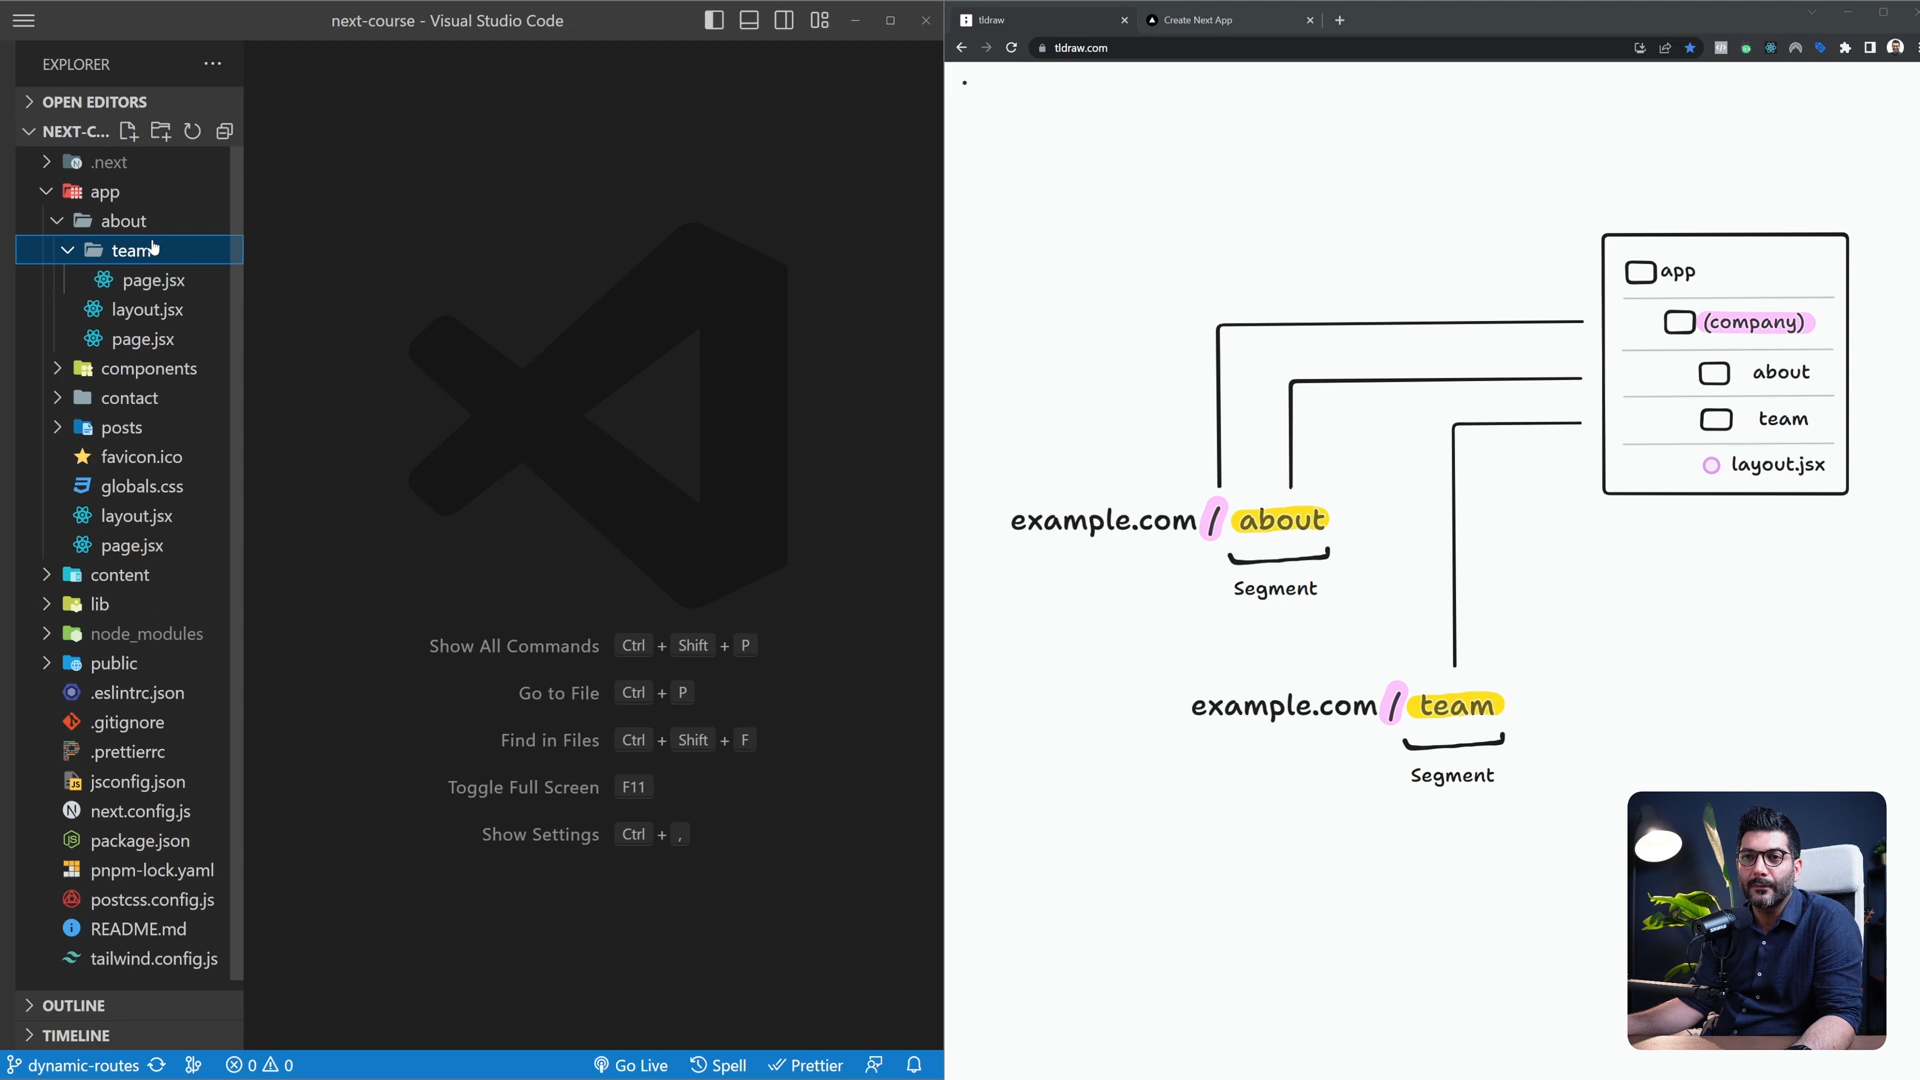 next-course - Visual Studio Code
EXPLORER
OPEN EDITORS
NEXT-C...
.next
app
about
team
page.jsx
layout.jsx
page.jsx
components
contact
posts
favicon.ico
globals.css
layout.jsx
page.jsx
content
lib
node_modules
public
.eslintrc.json
.gitignore
.prettierrc
jsconfig.json
next.config.js
package.json
pnpm-lock.yaml
postcss.config.js
README.md
tailwind.config.js
OUTLINE
TIMELINE
Show All Commands Ctrl + Shift + P
Go to File Ctrl + P
Find in Files Ctrl + Shift + F
Toggle Full Screen F11
Show Settings Ctrl + ,
dynamic-routes 0 0 Go Live Spell Prettier
tldraw Create Next App
tldraw.com
app
(company)
about
team
layout.jsx
example.com / about
Segment
example.com / team
Segment